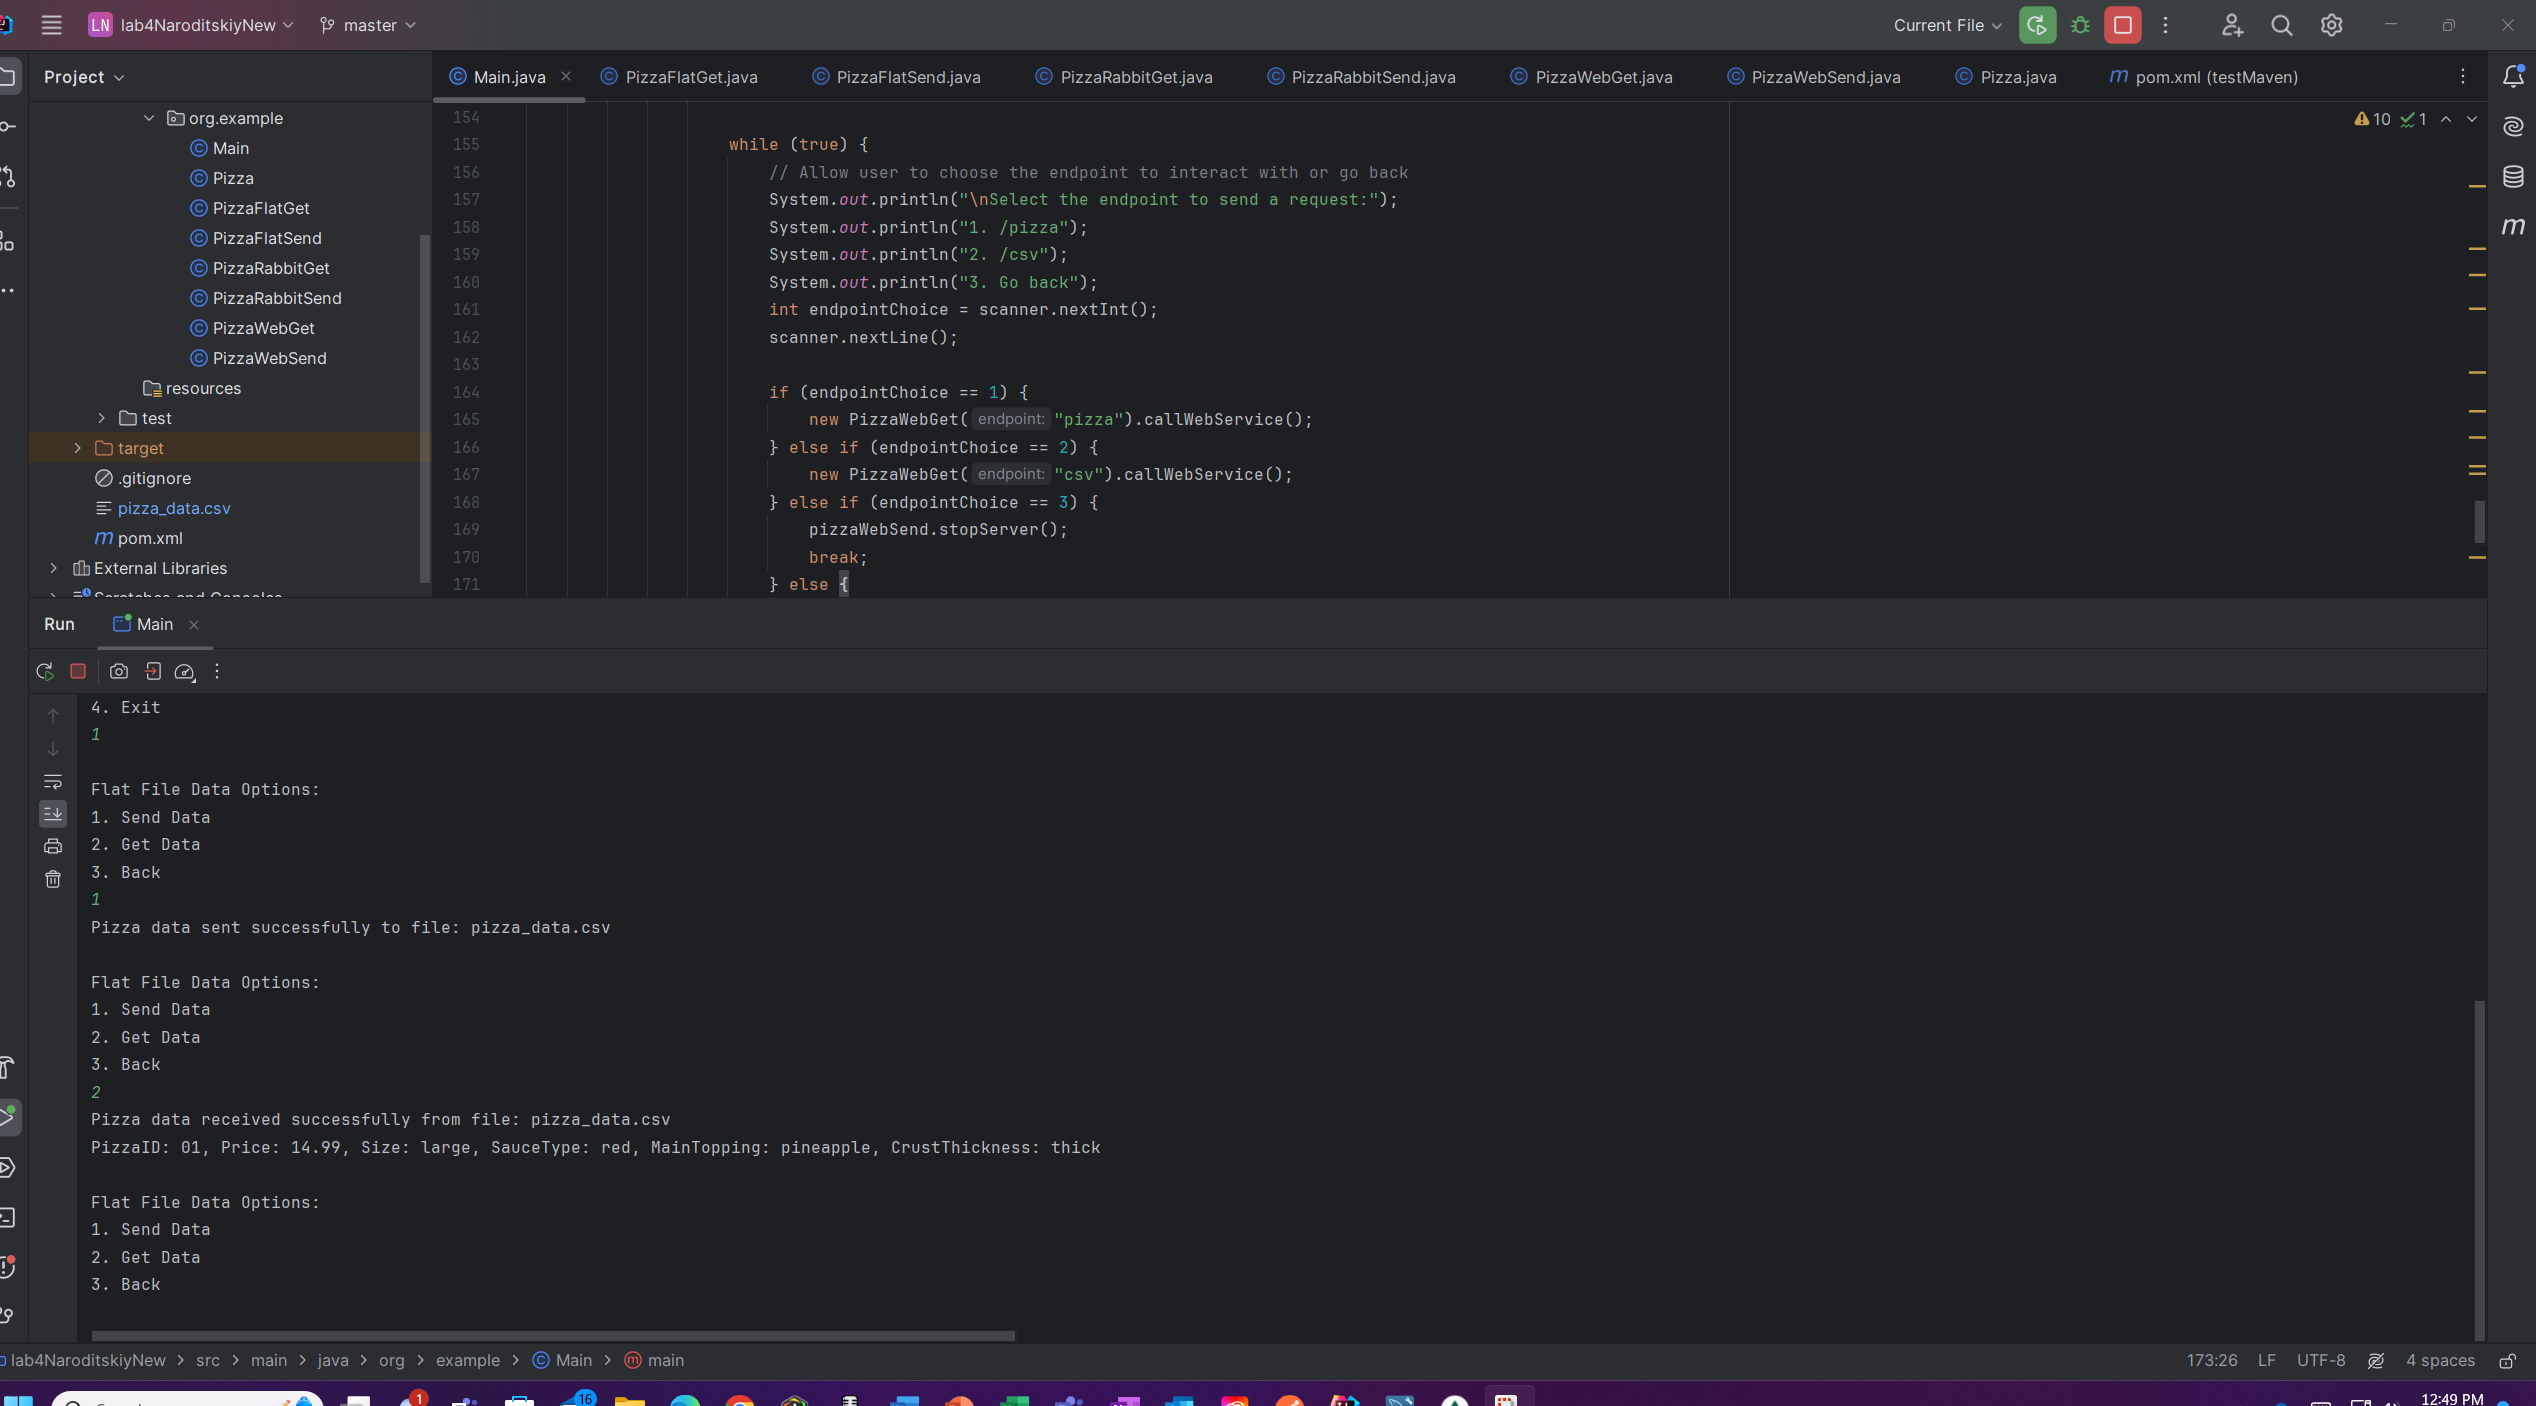 LN lab4NaroditskiyNew master Current File
Project
Main.java PizzaFlatGet.java PizzaFlatSend.java PizzaRabbitGet.java PizzaRabbitSend.java PizzaWebGet.java PizzaWebSend.java Pizza.java m pom.xml (testMaven)
org.example
Main
Pizza
PizzaFlatGet
PizzaFlatSend
PizzaRabbitGet
PizzaRabbitSend
PizzaWebGet
PizzaWebSend
resources
test
target
.gitignore
pizza_data.csv
m pom.xml
External Libraries
Scratches and Consoles
10 1
154
155 while (true) {
156 // Allow user to choose the endpoint to interact with or go back
157 System.out.println("\nSelect the endpoint to send a request:");
158 System.out.println("1. /pizza");
159 System.out.println("2. /csv");
160 System.out.println("3. Go back");
161 int endpointChoice = scanner.nextInt();
162 scanner.nextLine();
163
164 if (endpointChoice == 1) {
165 new PizzaWebGet( endpoint: "pizza").callWebService();
166 } else if (endpointChoice == 2) {
167 new PizzaWebGet( endpoint: "csv").callWebService();
168 } else if (endpointChoice == 3) {
169 pizzaWebSend.stopServer();
170 break;
171 } else {
Run Main
4. Exit
1
Flat File Data Options:
1. Send Data
2. Get Data
3. Back
1
Pizza data sent successfully to file: pizza_data.csv
Flat File Data Options:
1. Send Data
2. Get Data
3. Back
2
Pizza data received successfully from file: pizza_data.csv
PizzaID: 01, Price: 14.99, Size: large, SauceType: red, MainTopping: pineapple, CrustThickness: thick
Flat File Data Options:
1. Send Data
2. Get Data
3. Back
lab4NaroditskiyNew > src > main > java > org > example > Main > m main
173:26 LF UTF-8 4 spaces
1 16 12:49 PM